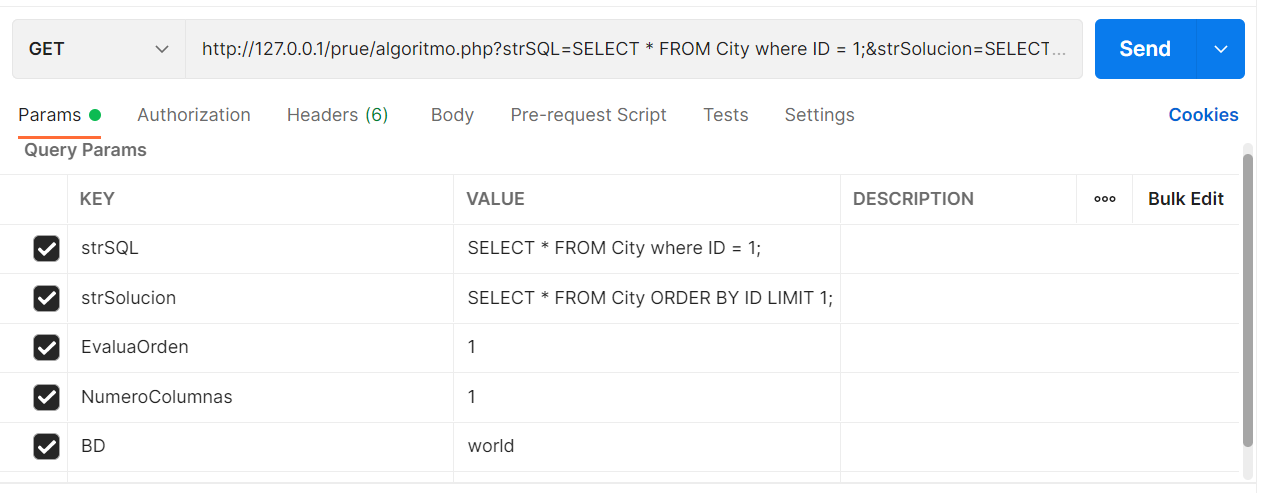 GET http://127.0.0.1/prue/algoritmo.php?strSQL=SELECT * FROM City where ID = 1;&strSolucion=SELECT... Send
Params Authorization Headers (6) Body Pre-request Script Tests Settings Cookies
Query Params
KEY VALUE DESCRIPTION ooo Bulk Edit
strSQL SELECT * FROM City where ID = 1;
strSolucion SELECT * FROM City ORDER BY ID LIMIT 1;
EvaluaOrden 1
NumeroColumnas 1
BD world